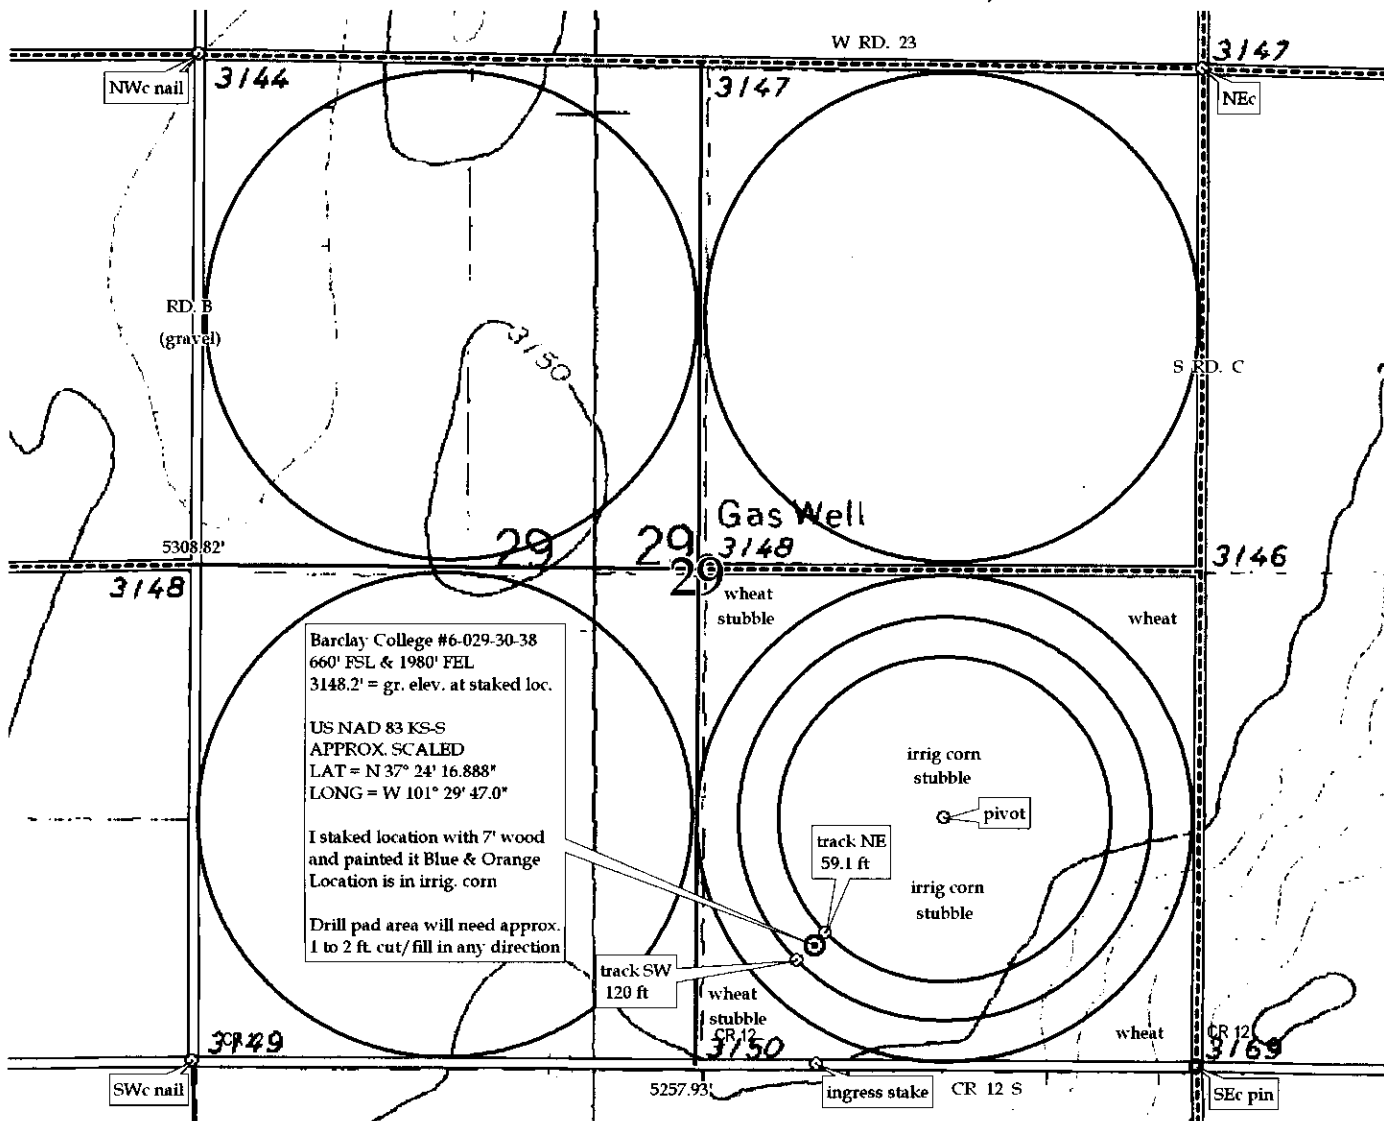 W RD. 23
3147
NWc nail
3144
3147
NEc
RD. B
(gravel)
3150
S RD. C
Gas Well
5308.82'
29
29
3148
3146
3148
29
wheat
stubble
wheat
Barclay College #6-029-30-38
660' FSL & 1980' FEL
3148.2' = gr. elev. at staked loc.
US NAD 83 KS-S
APPROX. SCALED
LAT = N 37° 24' 16.888"
LONG = W 101° 29' 47.0"
I staked location with 7' wood
and painted it Blue & Orange
Location is in irrig. corn
Drill pad area will need approx.
1 to 2 ft. cut/fill in any direction
irrig corn
stubble
pivot
track NE
59.1 ft
irrig corn
stubble
track SW
120 ft
wheat
stubble
wheat
CR 12
3149
CR 12
3150
CR 12
3169
SWc nail
5257.93'
ingress stake
CR 12 S
SEc pin